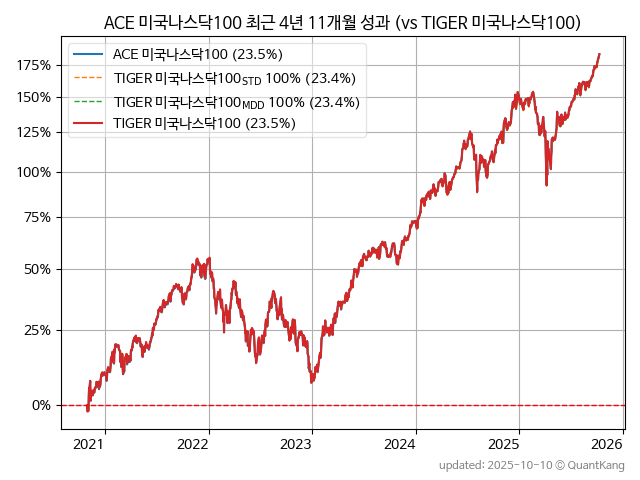 ACE 미국나스닥100 최근 4년 11개월 성과 (vs TIGER 미국나스닥100)
ACE 미국나스닥100 (23.5%)
TIGER 미국나스닥100STD 100% (23.4%)
TIGER 미국나스닥100MDD 100% (23.4%)
TIGER 미국나스닥100 (23.5%)
175%
150%
125%
100%
75%
50%
25%
0%
2021 2022 2023 2024 2025 2026
updated: 2025-10-10 © QuantKang